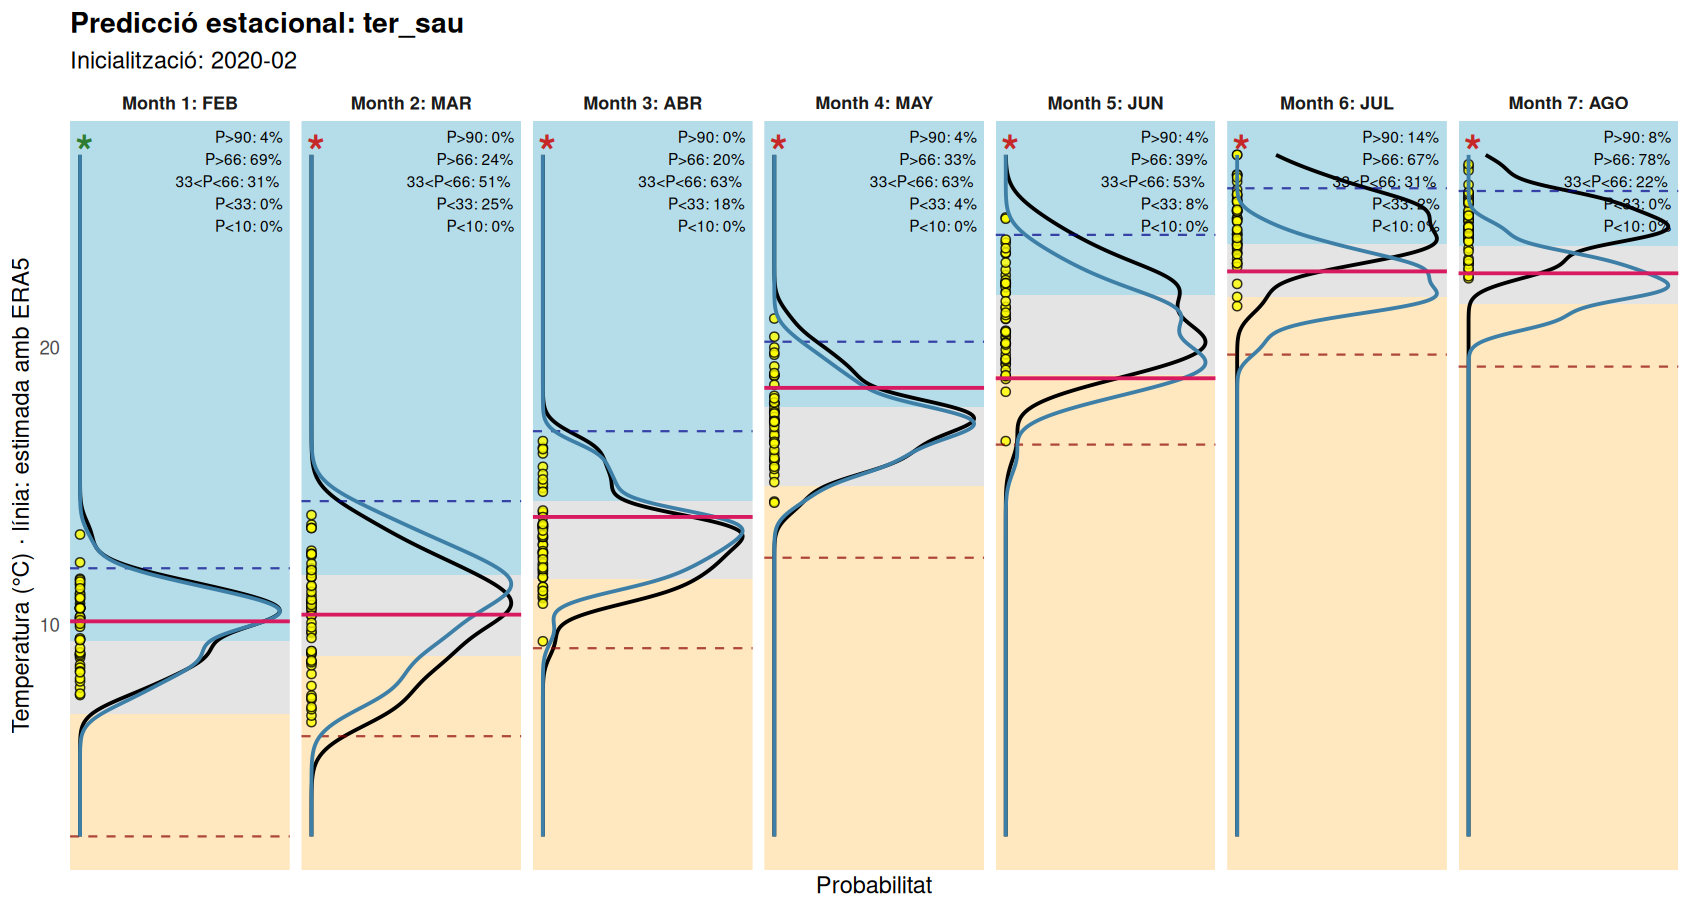 Predicció estacional: ter_sau
Inicialització: 2020-02
Month 1: FEB
Month 2: MAR
Month 3: ABR
Month 4: MAY
Month 5: JUN
Month 6: JUL
Month 7: AGO
*
P>90: 4%
P>66: 69%
33<P<66: 31%
P<33: 0%
P<10: 0%
*
P>90: 0%
P>66: 24%
33<P<66: 51%
P<33: 25%
P<10: 0%
*
P>90: 0%
P>66: 20%
33<P<66: 63%
P<33: 18%
P<10: 0%
*
P>90: 4%
P>66: 33%
33<P<66: 63%
P<33: 4%
P<10: 0%
*
P>90: 4%
P>66: 39%
33<P<66: 53%
P<33: 8%
P<10: 0%
*
P>90: 14%
P>66: 67%
33<P<66: 31%
P<33: 2%
P<10: 0%
*
P>90: 8%
P>66: 78%
33<P<66: 22%
P<33: 0%
P<10: 0%
Temperatura (°C) · línia: estimada amb ERA5
20
10
Probabilitat